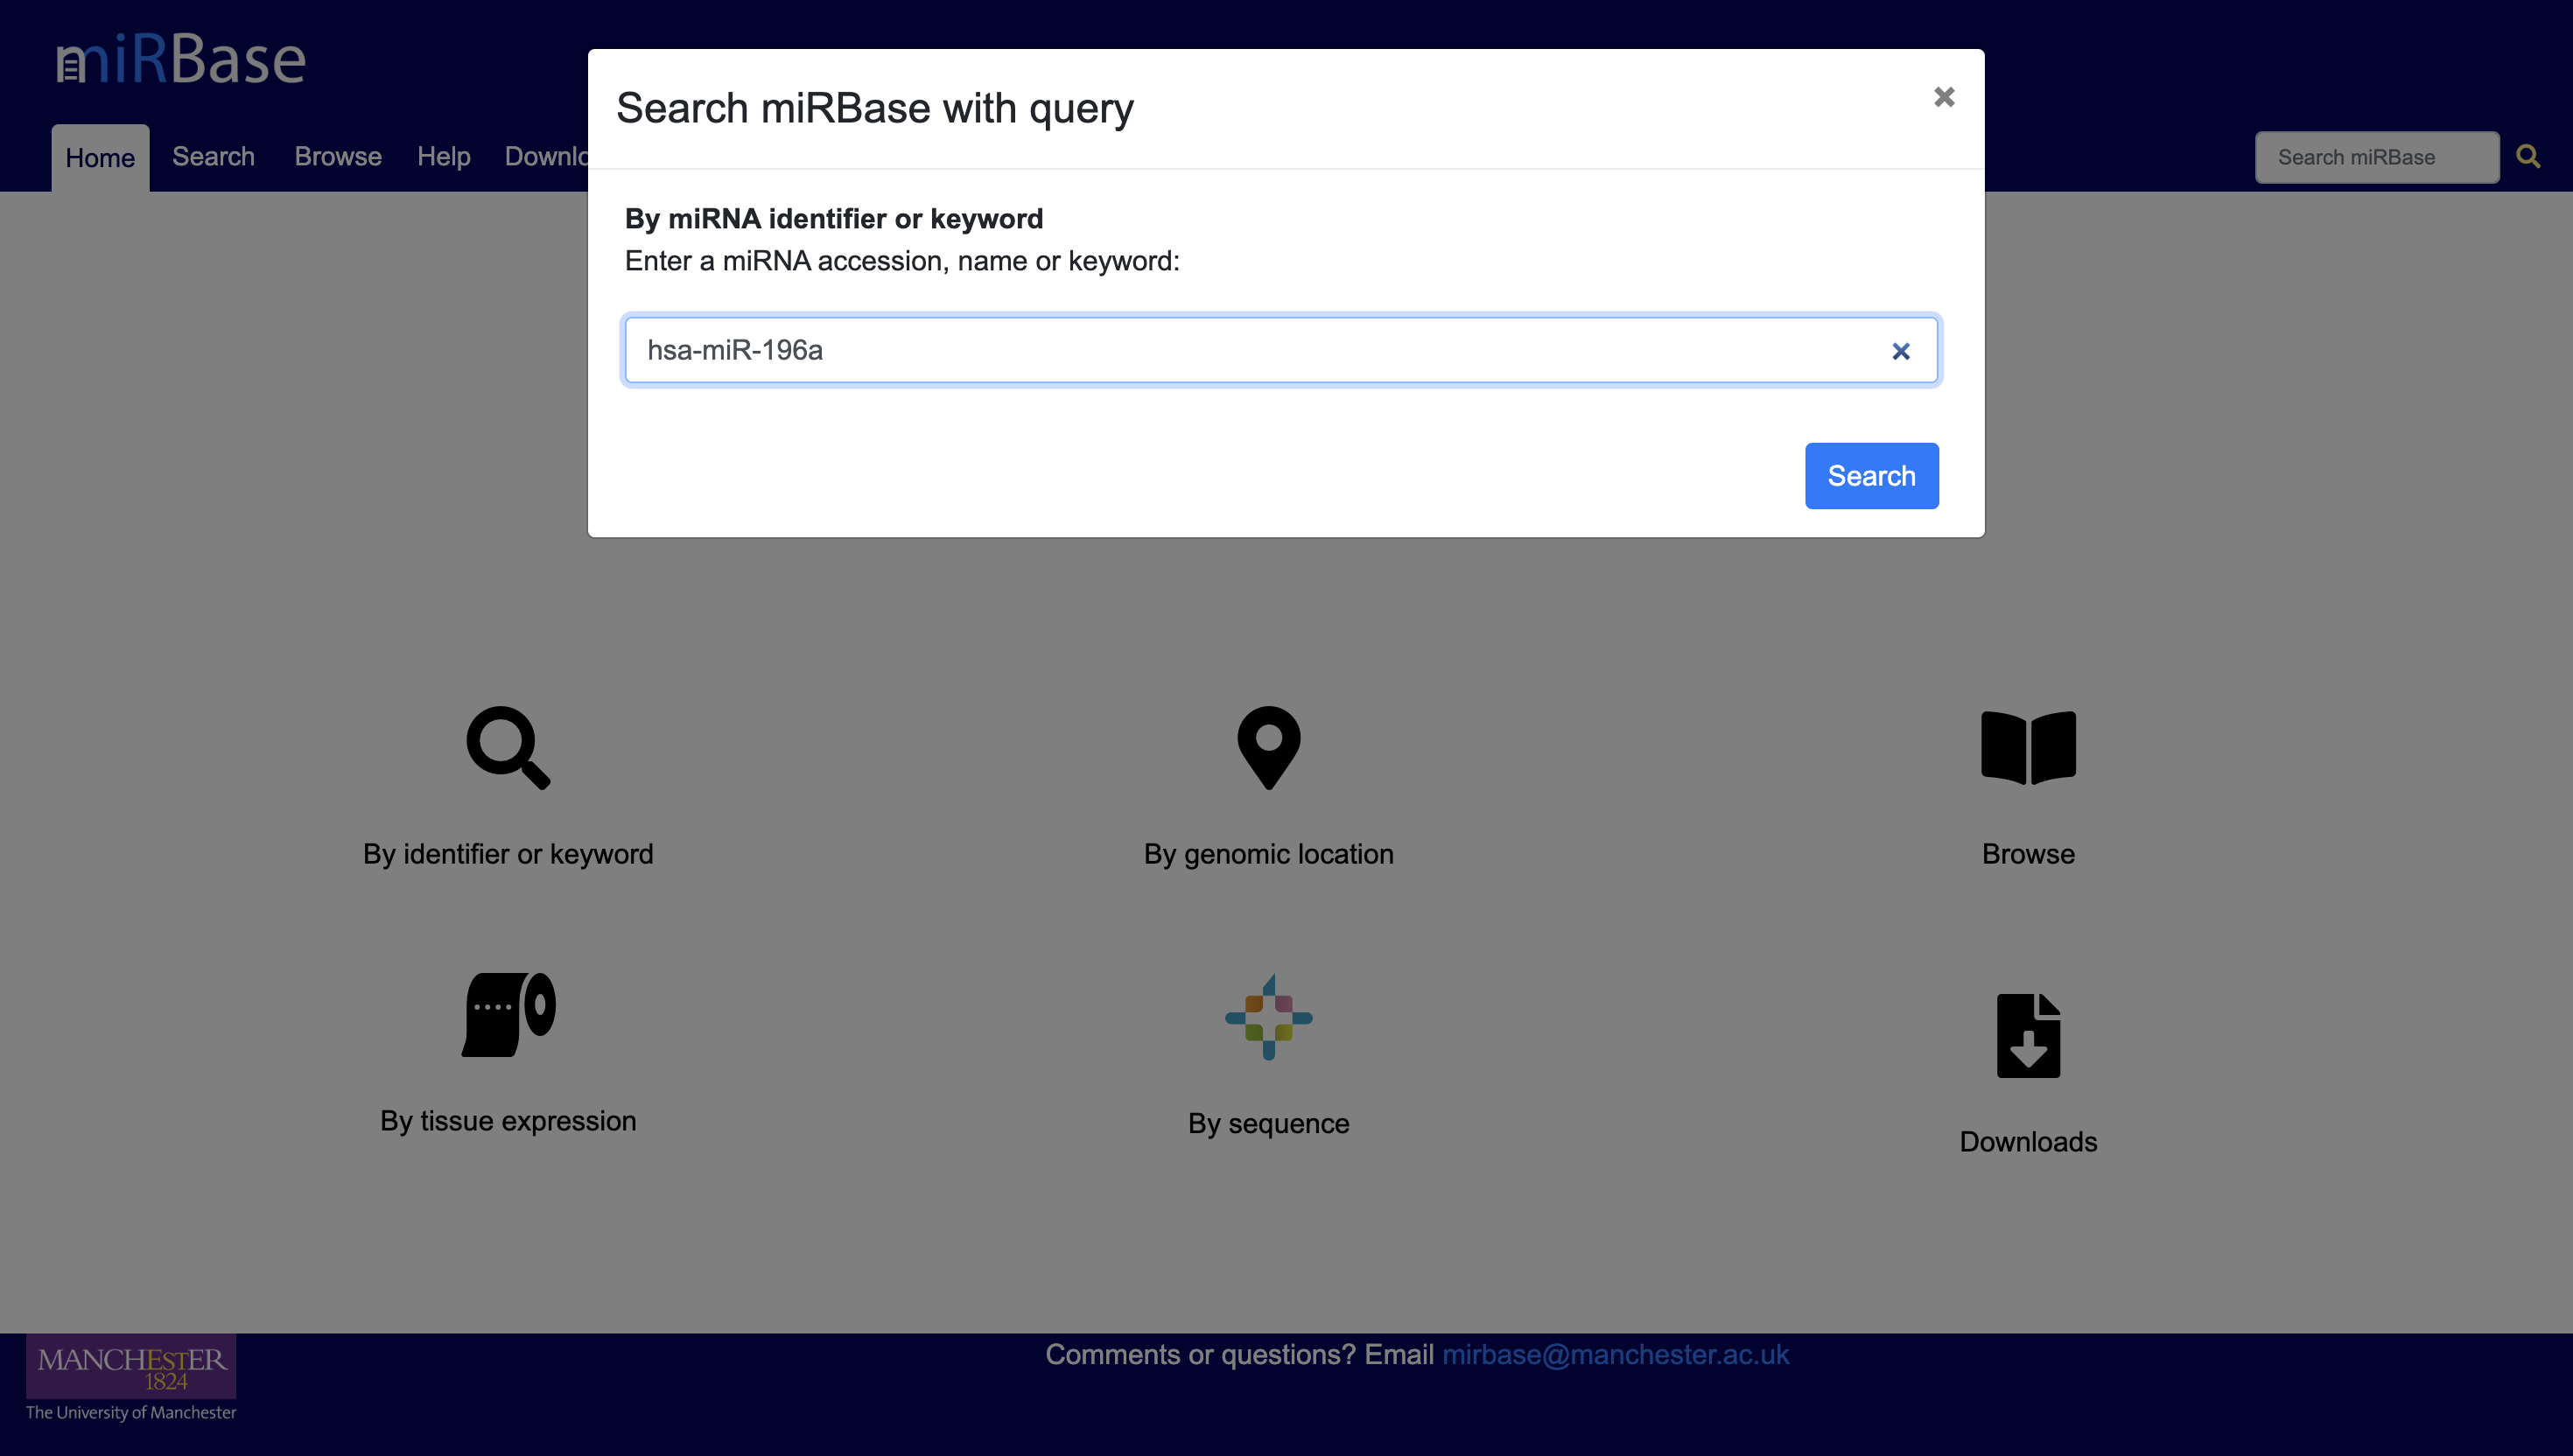 miRBase
Search miRBase with query
Home Search Browse Help Downlo
Search miRBase
By miRNA identifier or keyword
Enter a miRNA accession, name or keyword:
hsa-miR-196a
Search
By identifier or keyword
By genomic location
Browse
By tissue expression
By sequence
Downloads
MANCHESTER
1824
The University of Manchester
Comments or questions? Email mirbase@manchester.ac.uk